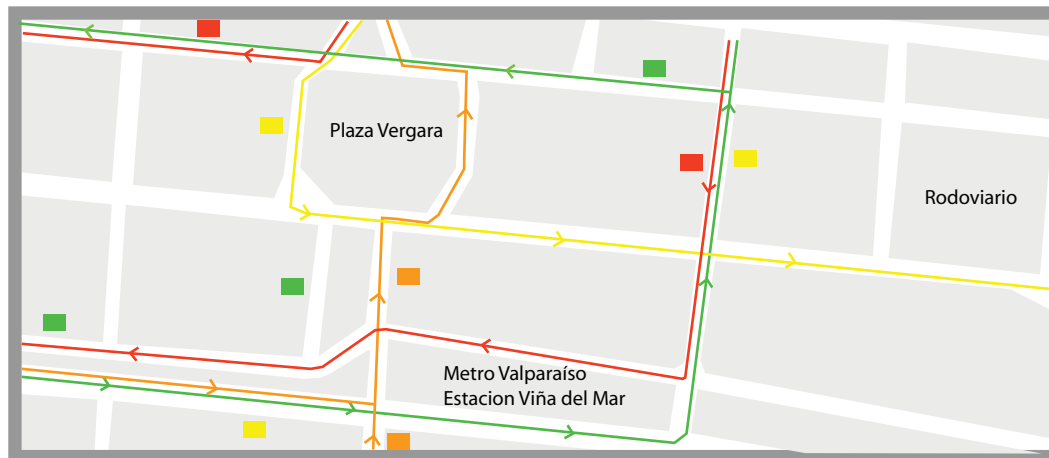 Plaza Vergara
Rodoviario
Metro Valparaíso
Estacion Viña del Mar